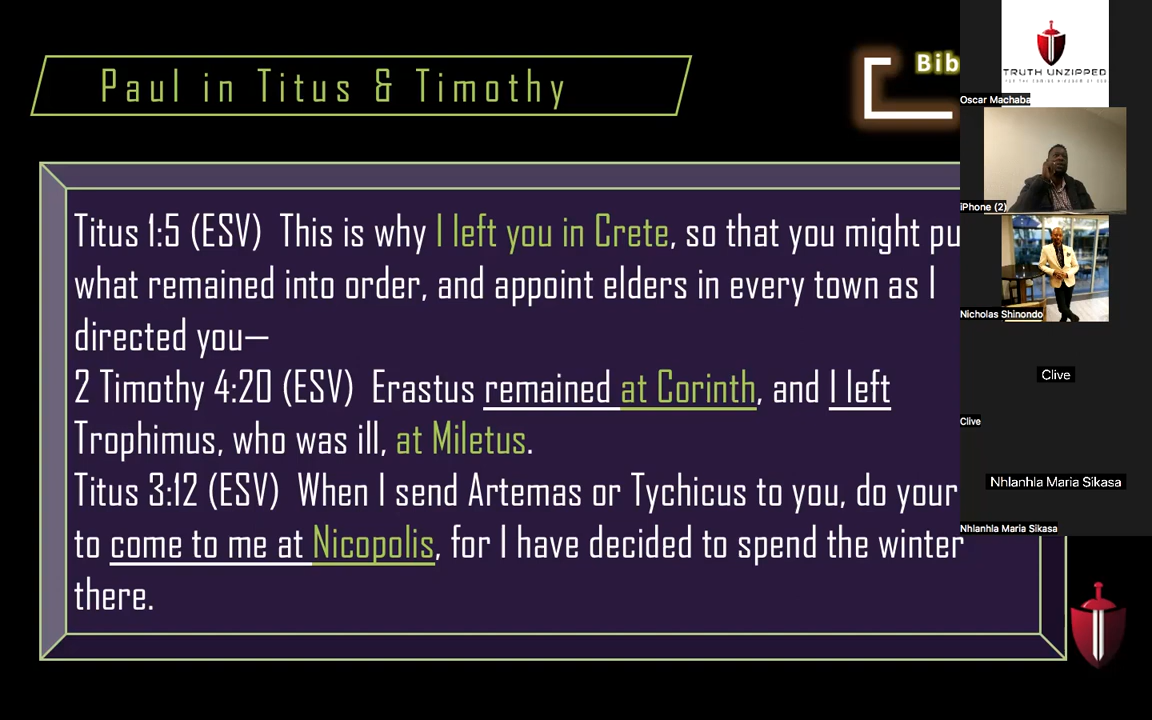 Paul in Titus & Timothy
Bib
Titus 1:5 (ESV) This is why I left you in Crete, so that you might pu
what remained into order, and appoint elders in every town as I
directed you—
2 Timothy 4:20 (ESV) Erastus remained at Corinth, and I left
Trophimus, who was ill, at Miletus.
Titus 3:12 (ESV) When I send Artemas or Tychicus to you, do your
to come to me at Nicopolis, for I have decided to spend the winter
there.
TRUTH UNZIPPED
Oscar Machaba
iPhone (2)
Nicholas Shinondo
Clive
Clive
Nhlanhla Maria Sikasa
Nhlanhla Maria Sikasa